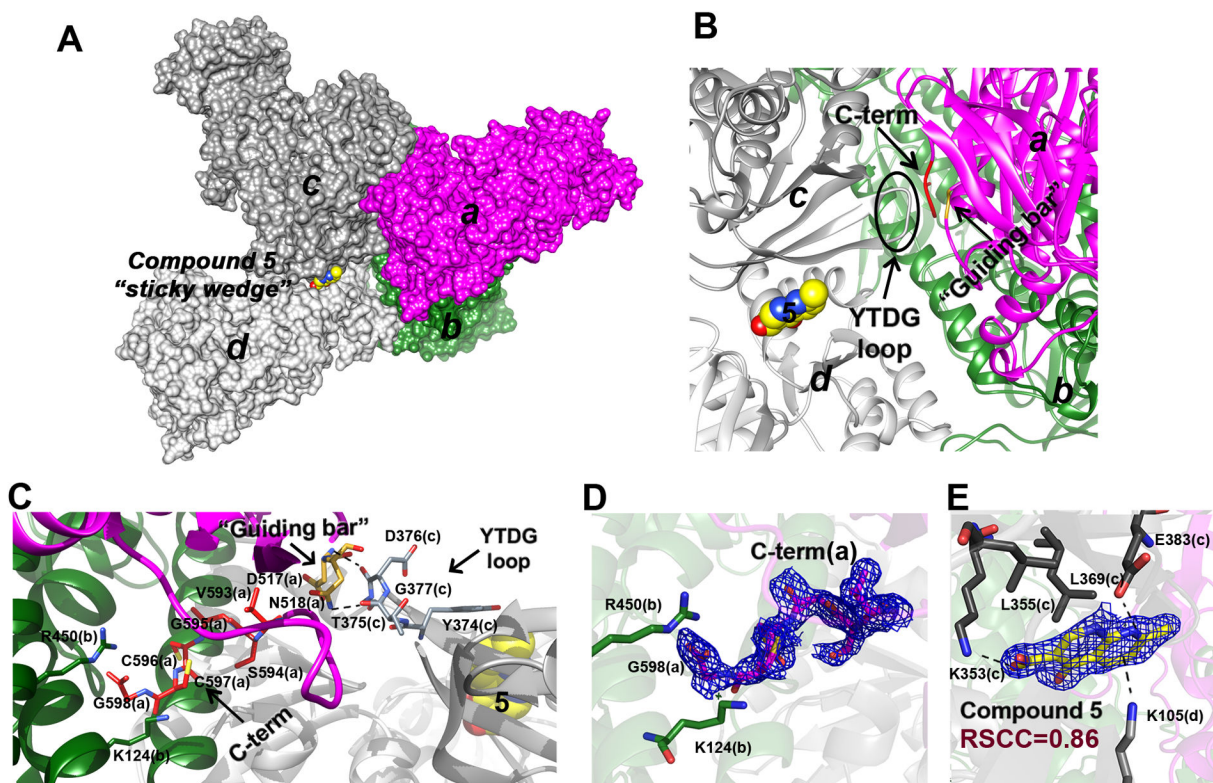 A
c
a
Compound 5
“sticky wedge”
d
b
B
C-term
a
c
“Guiding bar”
5
YTDG
loop
d
b
C
“Guiding bar”
D376(c)
YTDG
loop
D517(a)
V593(a)
G377(c)
N518(a)
G595(a)
T375(c)
Y374(c)
R450(b)
C596(a)
S594(a)
C597(a)
G598(a)
5
C-term
K124(b)
D
C-term(a)
R450(b)
G598(a)
K124(b)
E
E383(c)
L369(c)
L355(c)
K353(c)
Compound 5
K105(d)
RSCC=0.86